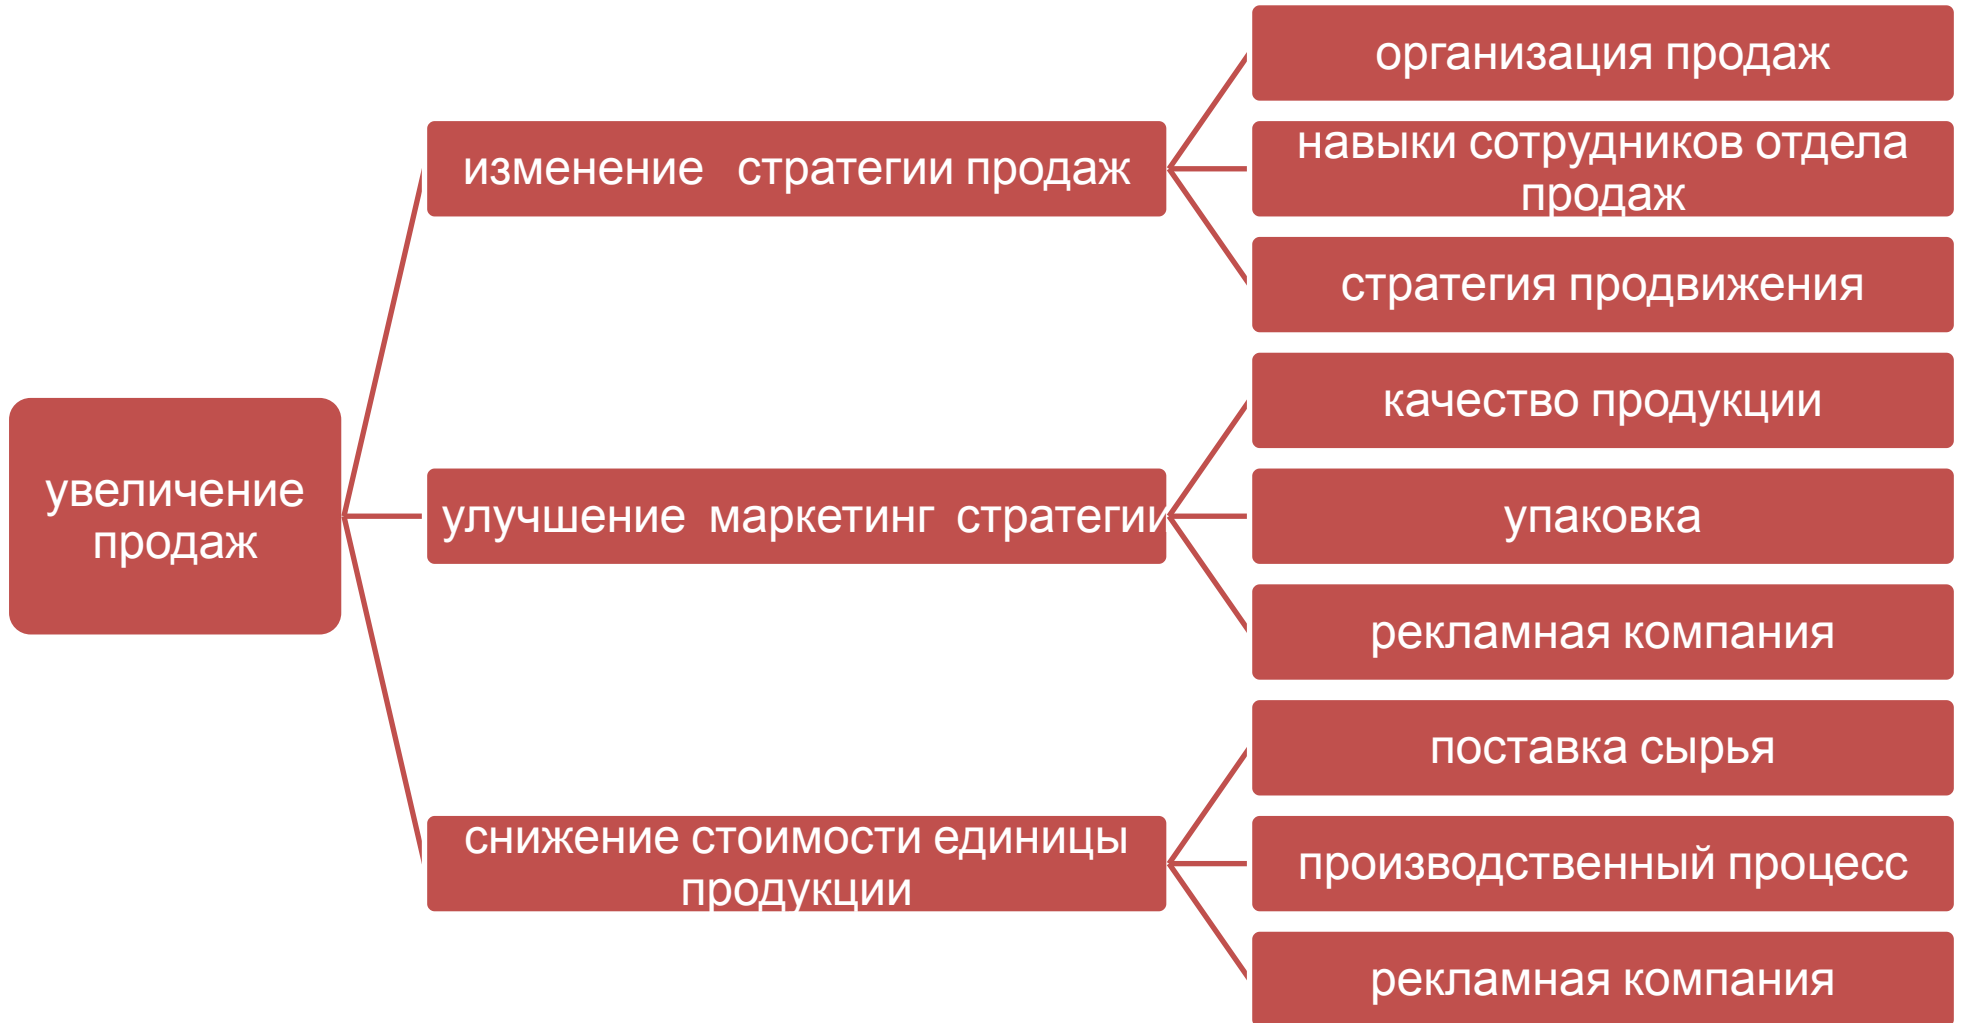 увеличение
продаж
изменение стратегии продаж
организация продаж
навыки сотрудников отдела
продаж
стратегия продвижения
улучшение маркетинг стратегии
качество продукции
упаковка
рекламная компания
снижение стоимости единицы
продукции
поставка сырья
производственный процесс
рекламная компания